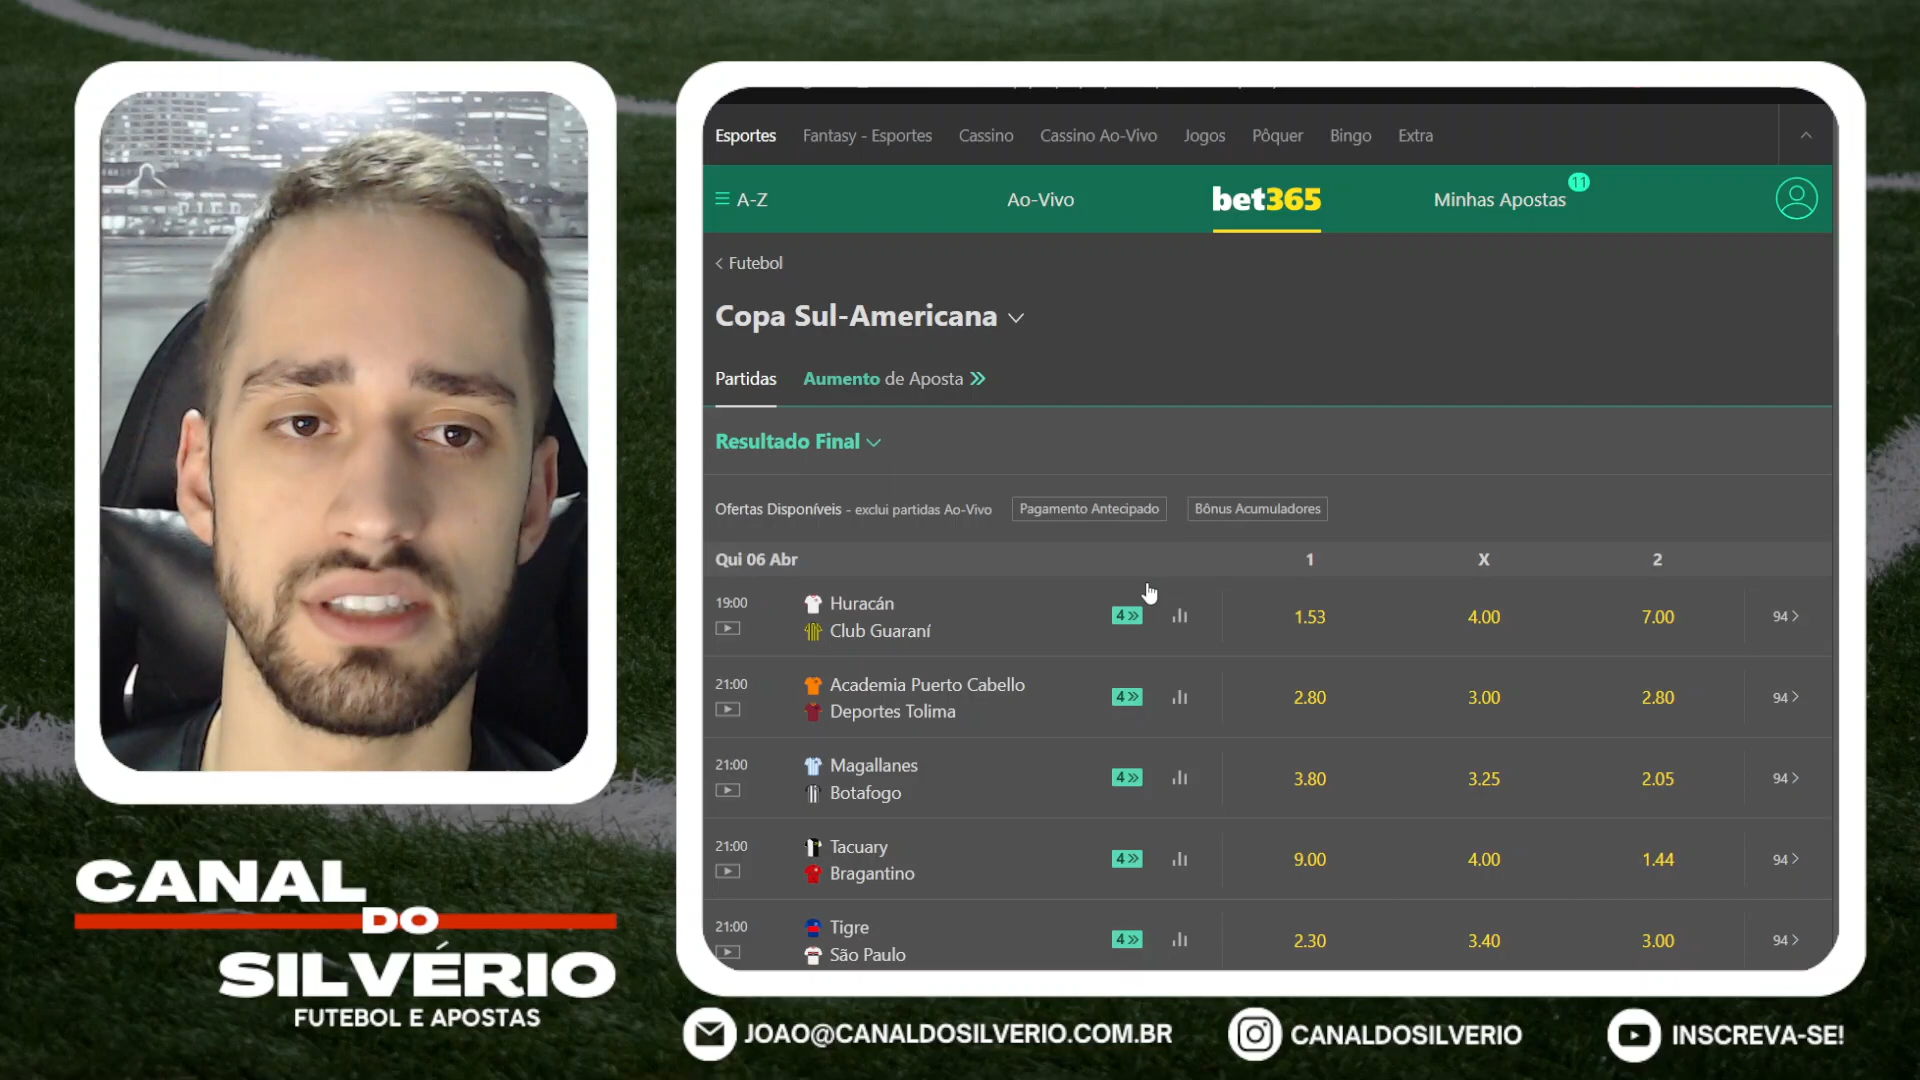 Esportes Fantasy - Esportes Cassino Cassino Ao-Vivo Jogos Pôquer Bingo Extra
A-Z Ao-Vivo bet365 Minhas Apostas 11
Futebol
Copa Sul-Americana
Partidas Aumento de Aposta
Resultado Final
Ofertas Disponíveis - exclui partidas Ao-Vivo Pagamento Antecipado Bônus Acumuladores
Qui 06 Abr 1 X 2
19:00 Huracán
Club Guaraní
4 1.53 4.00 7.00 94
21:00 Academia Puerto Cabello
Deportes Tolima
4 2.80 3.00 2.80 94
21:00 Magallanes
Botafogo
4 3.80 3.25 2.05 94
21:00 Tacuary
Bragantino
4 9.00 4.00 1.44 94
21:00 Tigre
São Paulo
4 2.30 3.40 3.00 94
CANAL
DO
SILVÉRIO
FUTEBOL E APOSTAS
JOAO@CANALDOSILVERIO.COM.BR CANALDOSILVERIO INSCREVA-SE!